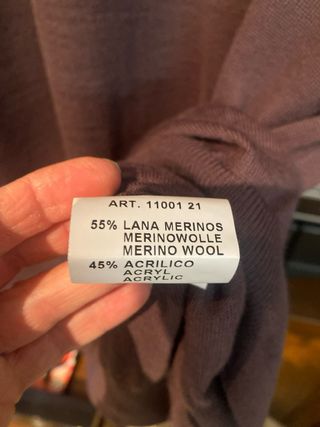 ART. 11001 21
55% LANA MERINOS
MERINOWOLLE
MERINO WOOL
45% ACRILICO
ACRYL
ACRYLIC